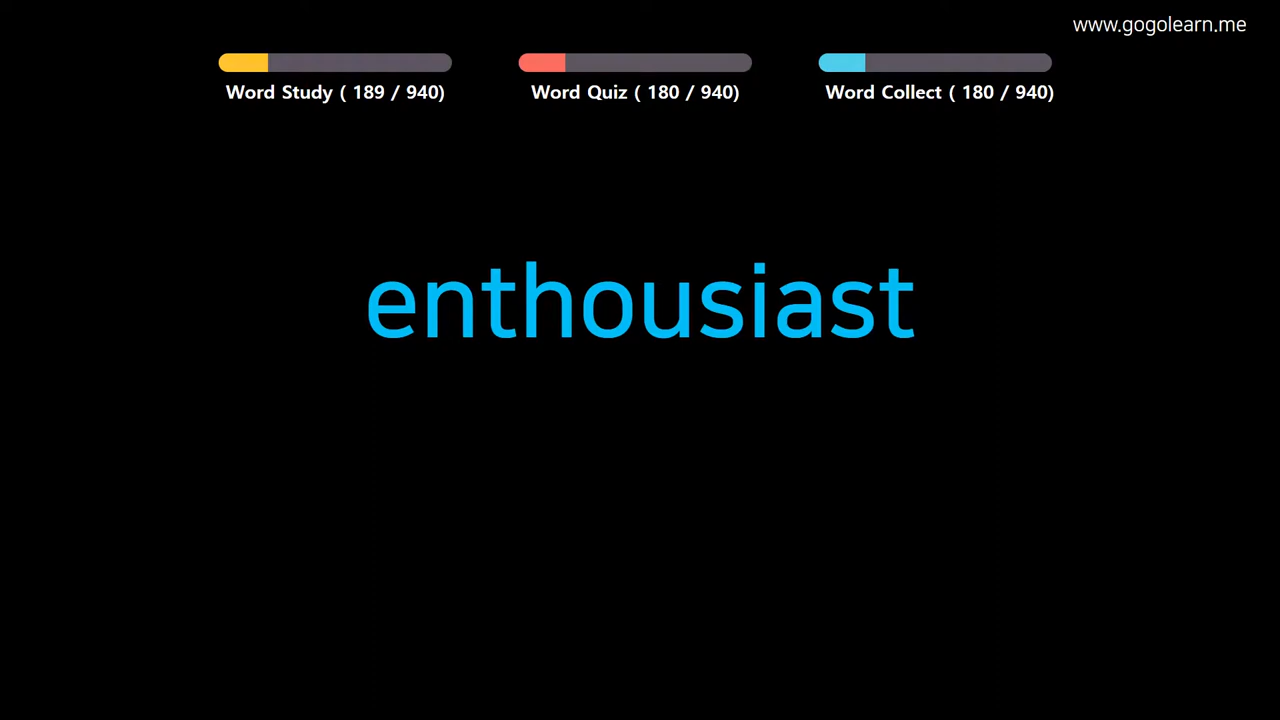 www.gogolearn.me
Word Study ( 189 / 940)
Word Quiz ( 180 / 940)
Word Collect ( 180 / 940)
enthousiast